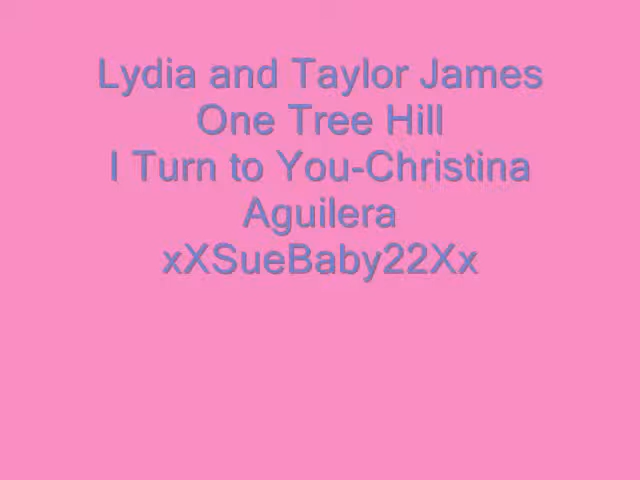 Lydia and Taylor James
One Tree Hill
I Turn to You-Christina
Aguilera
xXSueBaby22Xx